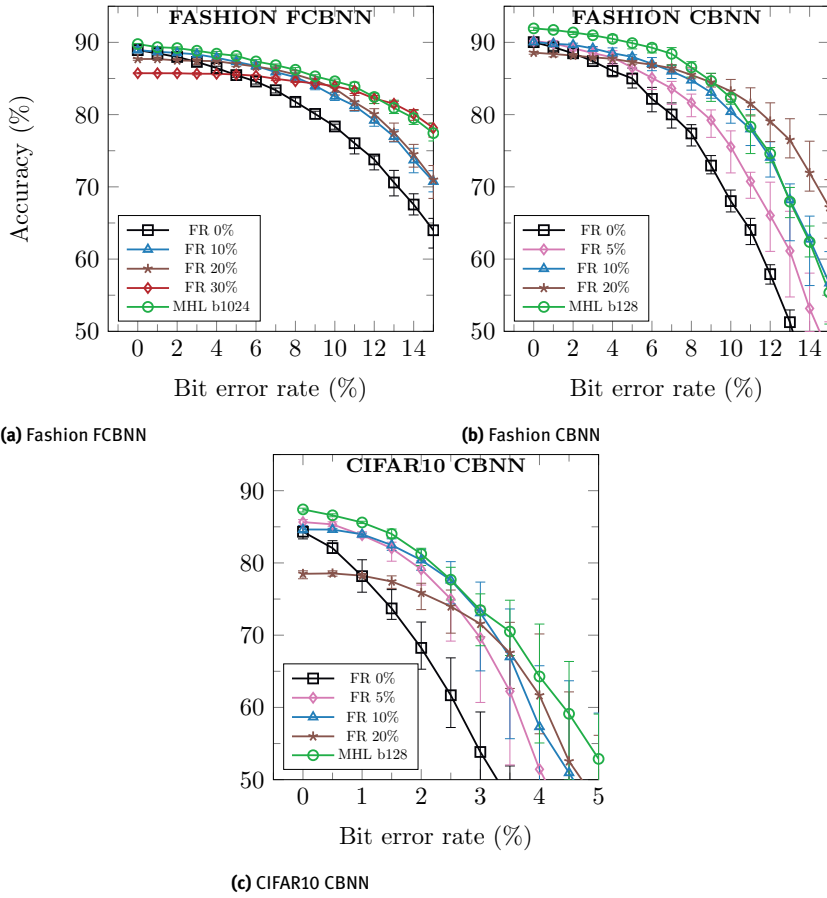 FASHION FCBNN
90
80
70
60
50
Accuracy (%)
FR 0%
FR 10%
FR 20%
FR 30%
MHL b1024
0 2 4 6 8 10 12 14
Bit error rate (%)
(a) Fashion FCBNN
FASHION CBNN
90
80
70
60
50
FR 0%
FR 5%
FR 10%
FR 20%
MHL b128
0 2 4 6 8 10 12 14
Bit error rate (%)
(b) Fashion CBNN
CIFAR10 CBNN
90
80
70
60
50
FR 0%
FR 5%
FR 10%
FR 20%
MHL b128
0 1 2 3 4 5
Bit error rate (%)
(c) CIFAR10 CBNN